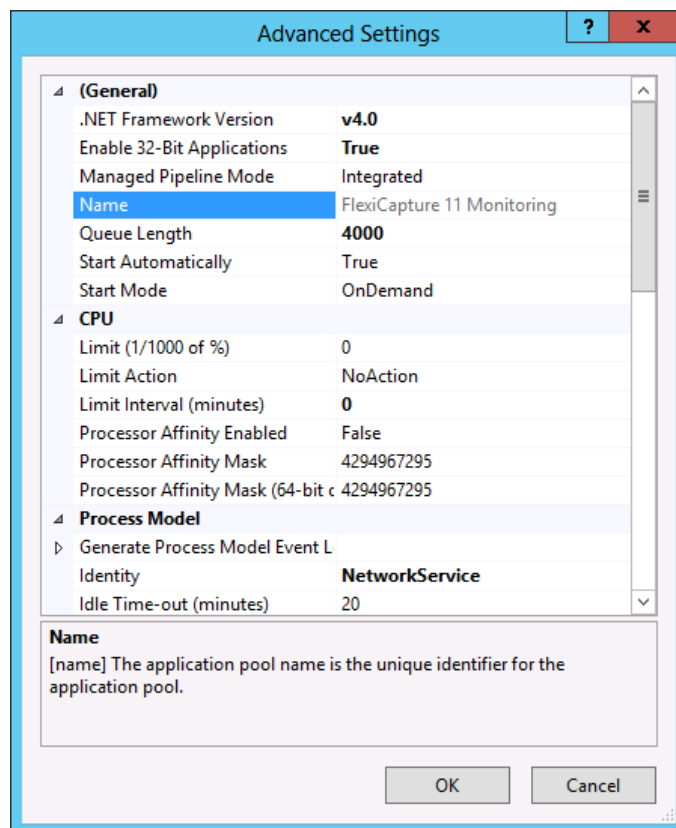 Advanced Settings
?
x
(General)
.NET Framework Version v4.0
Enable 32-Bit Applications True
Managed Pipeline Mode Integrated
Name FlexiCapture 11 Monitoring
Queue Length 4000
Start Automatically True
Start Mode OnDemand
CPU
Limit (1/1000 of %) 0
Limit Action NoAction
Limit Interval (minutes) 0
Processor Affinity Enabled False
Processor Affinity Mask 4294967295
Processor Affinity Mask (64-bit c 4294967295
Process Model
Generate Process Model Event L
Identity NetworkService
Idle Time-out (minutes) 20
Name
[name] The application pool name is the unique identifier for the
application pool.
OK Cancel